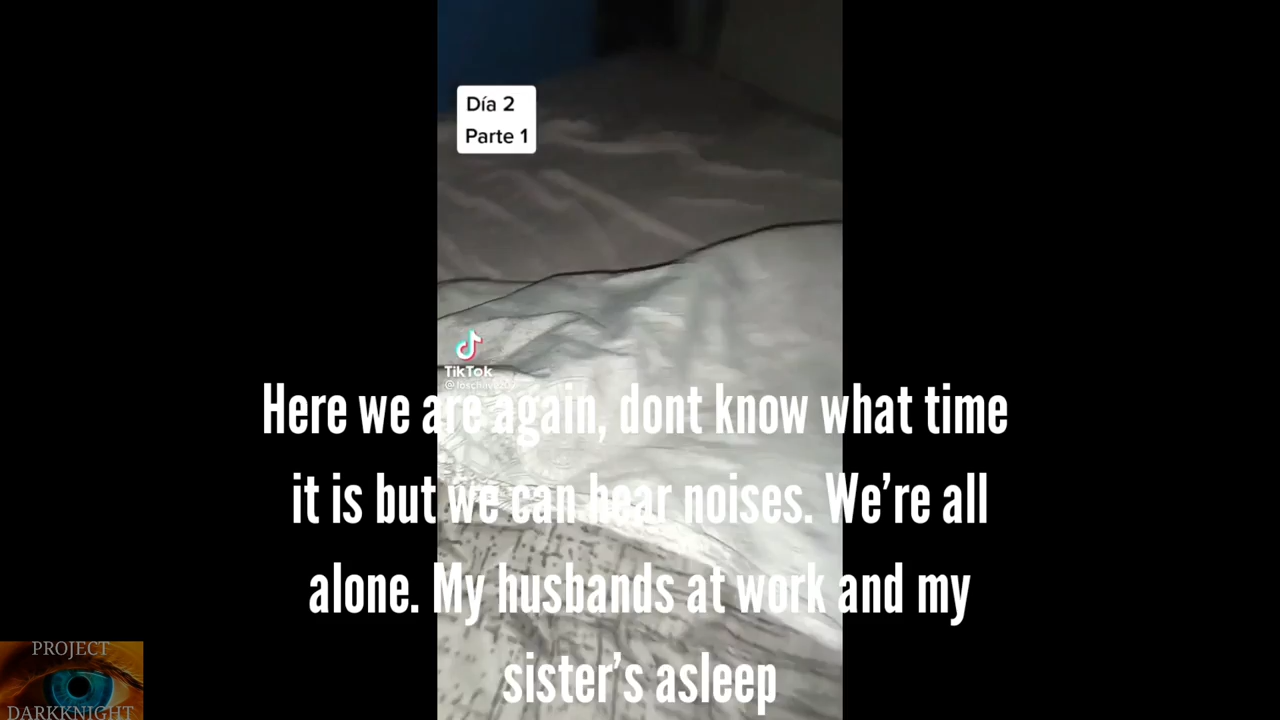 Día 2
Parte 1
TikTok
Here we are again, dont know what time
it is but we can hear noises. We’re all
alone. My husbands at work and my
sister’s asleep
PROJECT
DARKKNIGHT